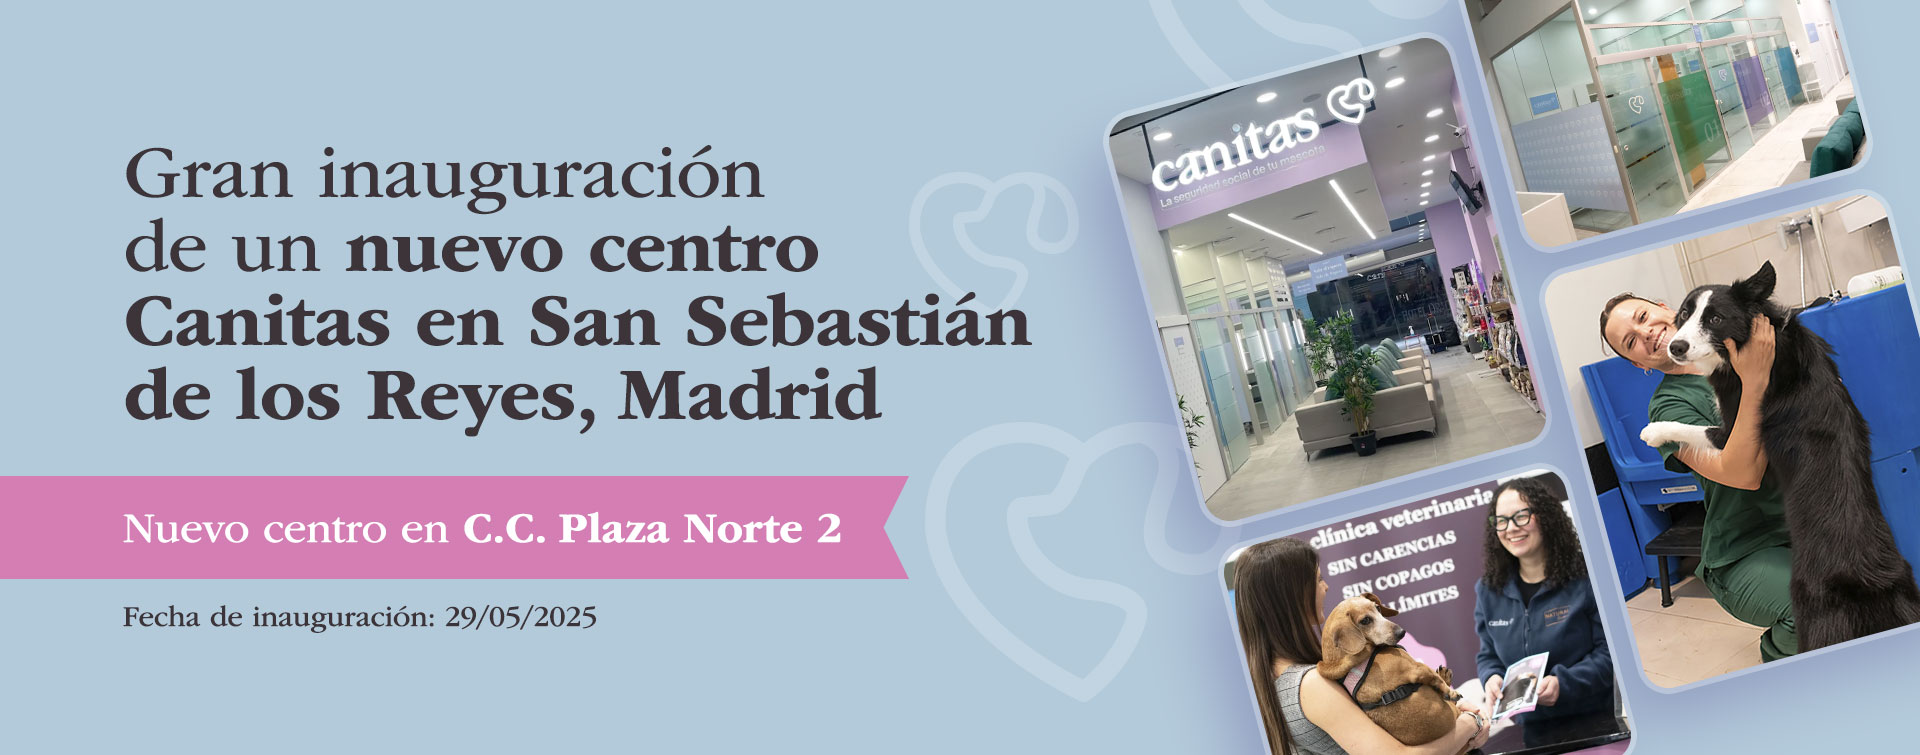 Gran inauguración
de un nuevo centro
Canitas en San Sebastián
de los Reyes, Madrid
Nuevo centro en C.C. Plaza Norte 2
Fecha de inauguración: 29/05/2025
canitas
La seguridad social de tu mascota
clínica veterinaria
SIN CARENCIAS
SIN COPAGOS
LÍMITES
canitas